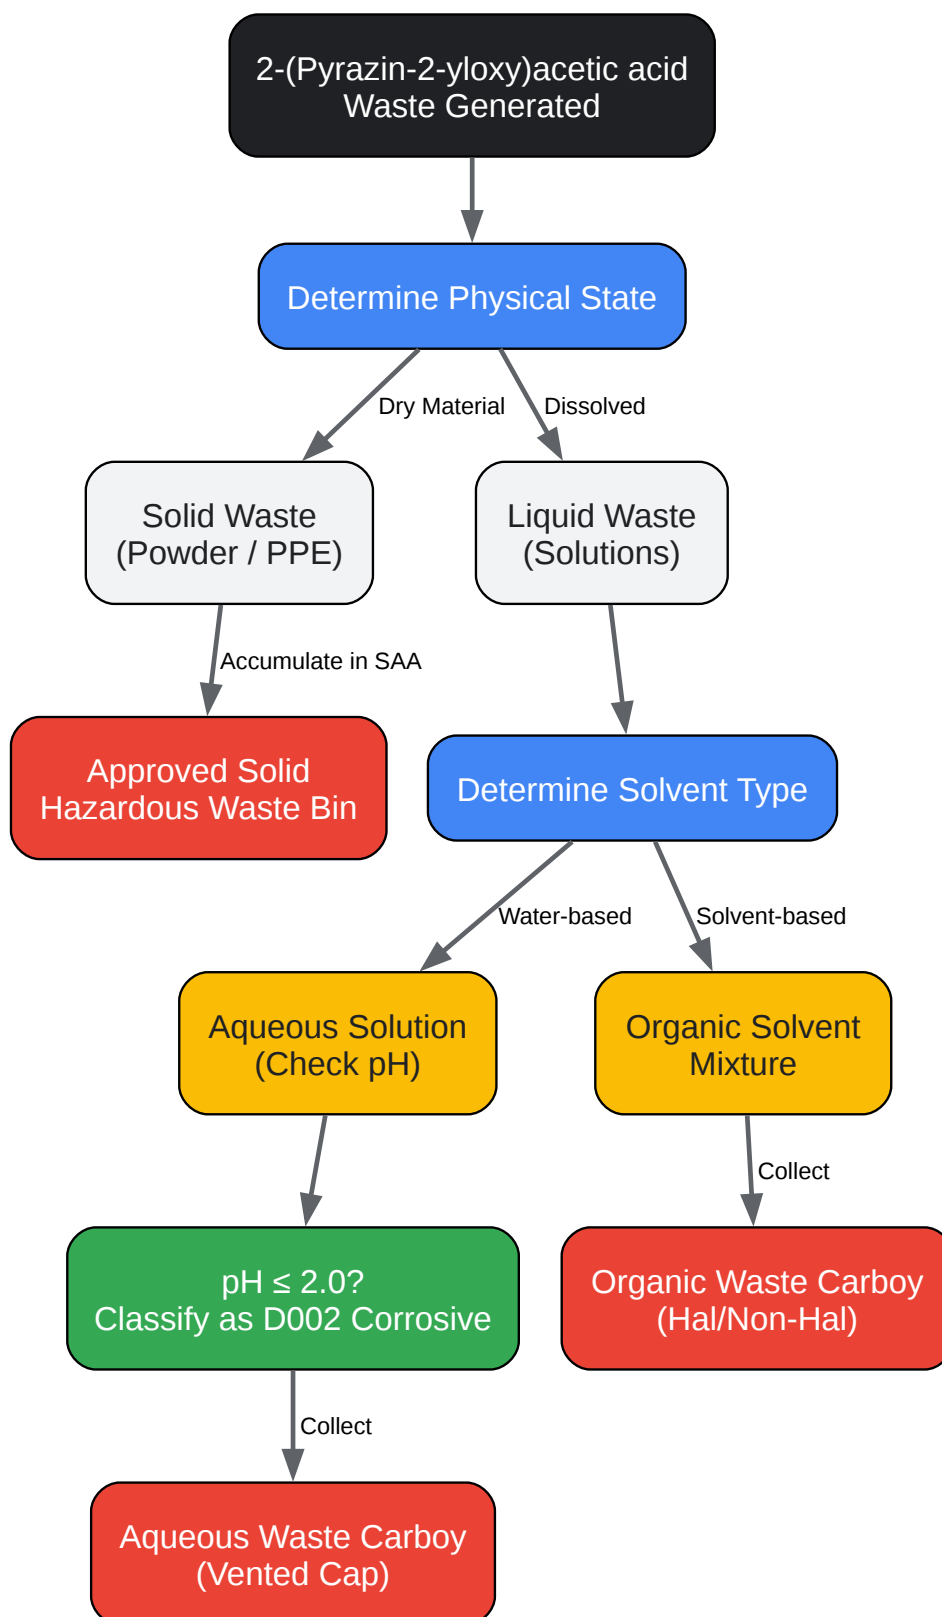 2-(Pyrazin-2-yloxy)acetic acid
Waste Generated
Determine Physical State
Dry Material
Dissolved
Solid Waste
(Powder / PPE)
Liquid Waste
(Solutions)
Accumulate in SAA
Approved Solid
Hazardous Waste Bin
Determine Solvent Type
Water-based
Solvent-based
Aqueous Solution
(Check pH)
Organic Solvent
Mixture
Collect
pH ≤ 2.0?
Classify as D002 Corrosive
Organic Waste Carboy
(Hal/Non-Hal)
Collect
Aqueous Waste Carboy
(Vented Cap)